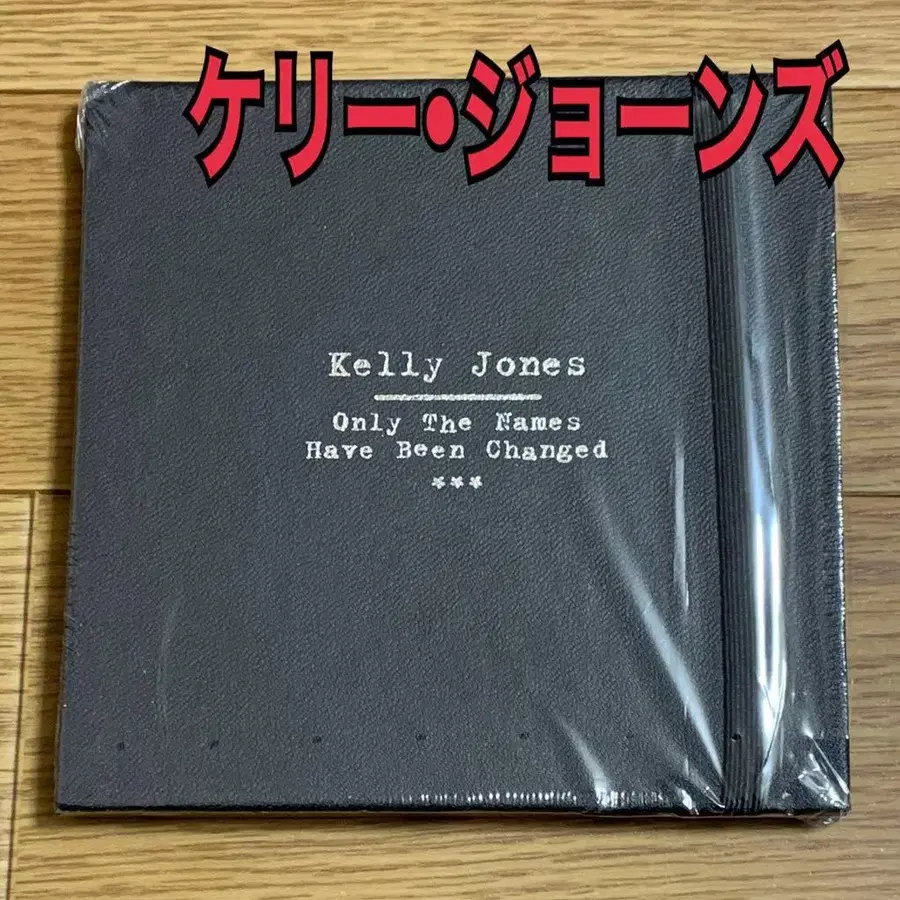 ケリー・ジョーンズ
Kelly Jones
Only The Names
Have Been Changed
***